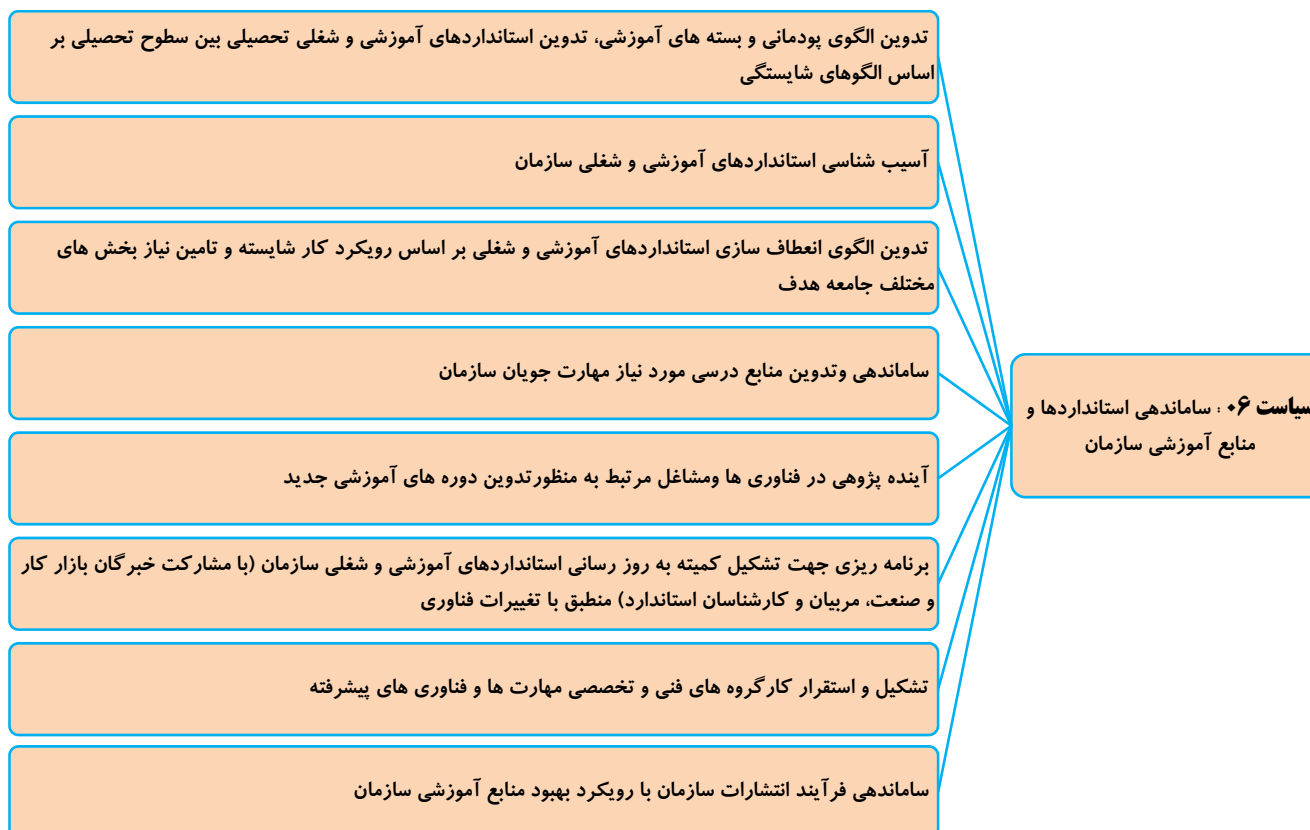 سیاست ۰۶ : ساماندهی استانداردها و
منابع آموزشی سازمان
تدوین الگوی پودمانی و بسته های آموزشی، تدوین استانداردهای آموزشی و شغلی تحصیلی بین سطوح تحصیلی بر
اساس الگوهای شایستگی
آسیب شناسی استانداردهای آموزشی و شغلی سازمان
تدوین الگوی انعطاف سازی استانداردهای آموزشی و شغلی بر اساس رویکرد کار شایسته و تامین نیاز بخش های
مختلف جامعه هدف
ساماندهی وتدوین منابع درسی مورد نیاز مهارت جویان سازمان
آینده پژوهی در فناوری ها ومشاغل مرتبط به منظورتدوین دوره های آموزشی جدید
برنامه ریزی جهت تشکیل کمیته به روز رسانی استانداردهای آموزشی و شغلی سازمان (با مشارکت خبرگان بازار کار
و صنعت، مربیان و کارشناسان استاندارد) منطبق با تغییرات فناوری
تشکیل و استقرار کارگروه های فنی و تخصصی مهارت ها و فناوری های پیشرفته
ساماندهی فرآیند انتشارات سازمان با رویکرد بهبود منابع آموزشی سازمان